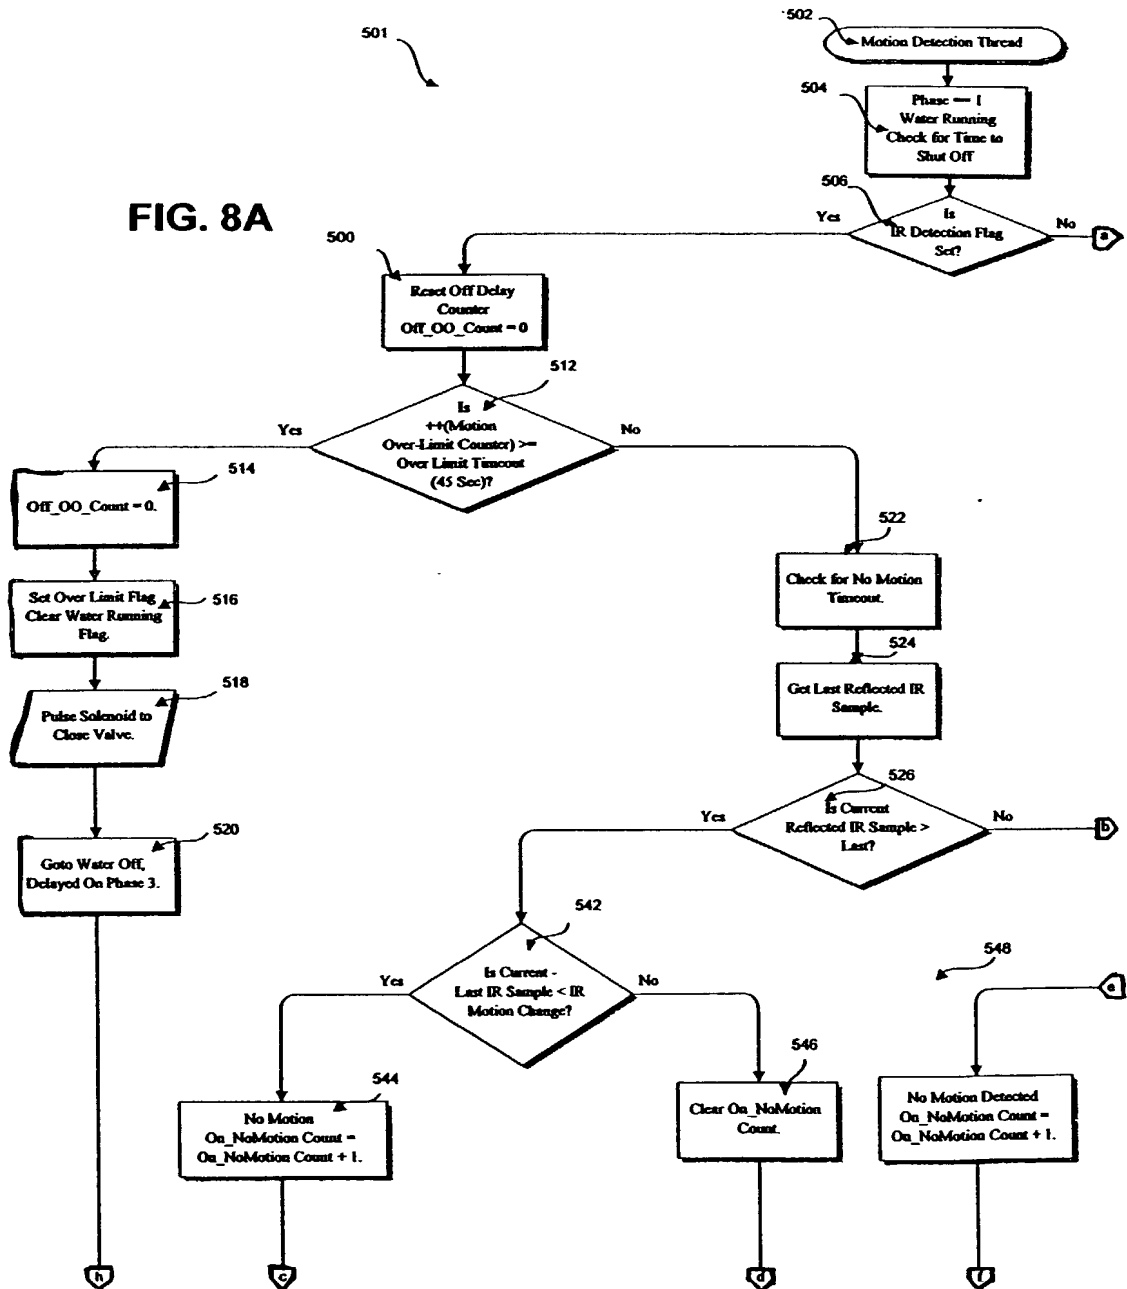 501
502
Motion Detection Thread
504
Phase == 1
Water Running
Check for Time to
Shut Off
FIG. 8A
506
Is
IR Detection Flag
Set?
Yes
No
a
500
Reset Off Delay
Counter
Off_OO_Count = 0
512
Is
++(Motion
Over-Limit Counter) >=
Over Limit Timeout
(45 Sec)?
Yes
No
514
Off_OO_Count = 0.
516
Set Over Limit Flag
Clear Water Running
Flag.
518
Pulse Solenoid to
Close Valve.
520
Goto Water Off,
Delayed On Phase 3.
522
Check for No Motion
Timeout.
524
Get Last Reflected IR
Sample.
526
Is Current
Reflected IR Sample >
Last?
Yes
No
b
542
Is Current -
Last IR Sample < IR
Motion Change?
Yes
No
548
e
544
No Motion
On_NoMotion Count =
On_NoMotion Count + 1.
546
Clear On_NoMotion
Count.
No Motion Detected
On_NoMotion Count =
On_NoMotion Count + 1.
h
c
d
f